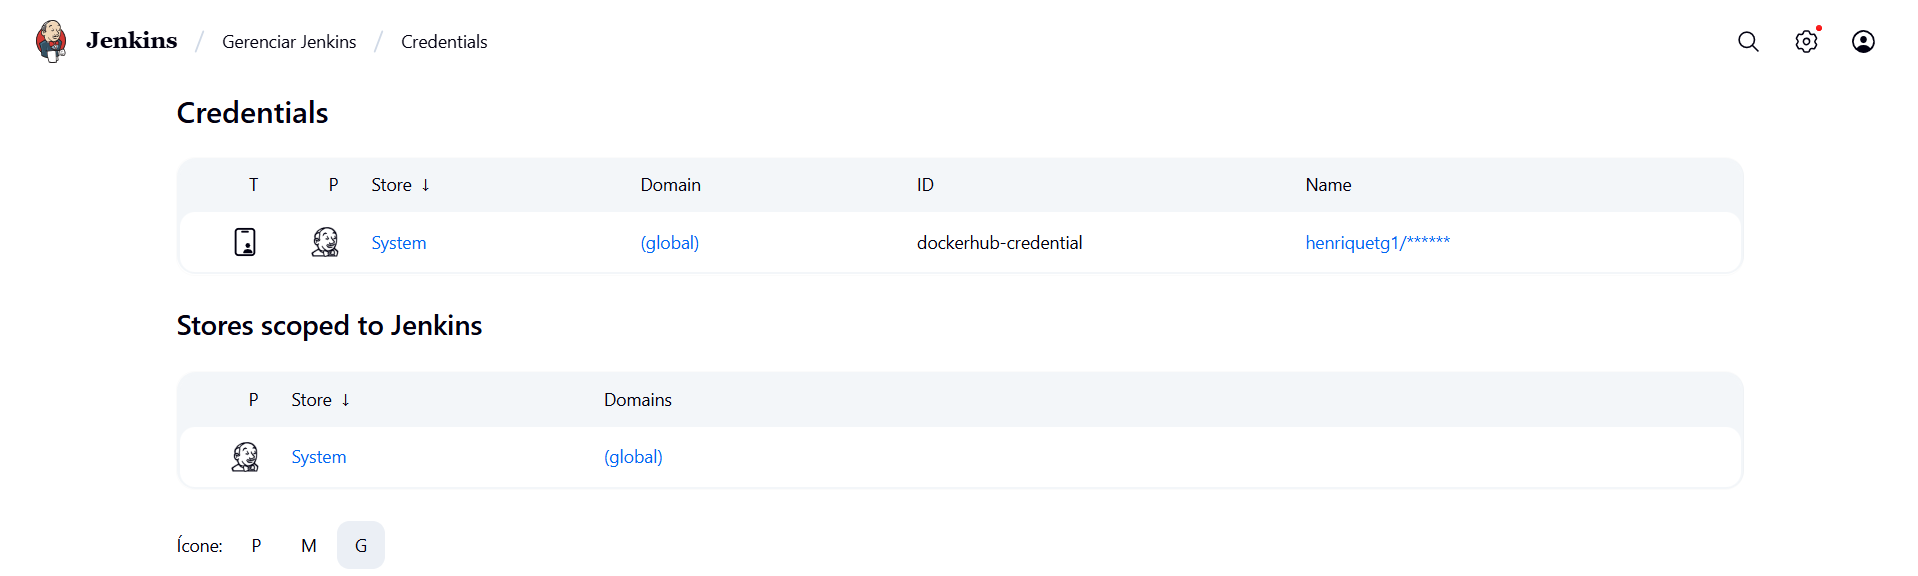 Jenkins / Gerenciar Jenkins / Credentials
Credentials
T P Store ↓ Domain ID Name
System (global) dockerhub-credential henriquetg1/******
Stores scoped to Jenkins
P Store ↓ Domains
System (global)
Ícone: P M G